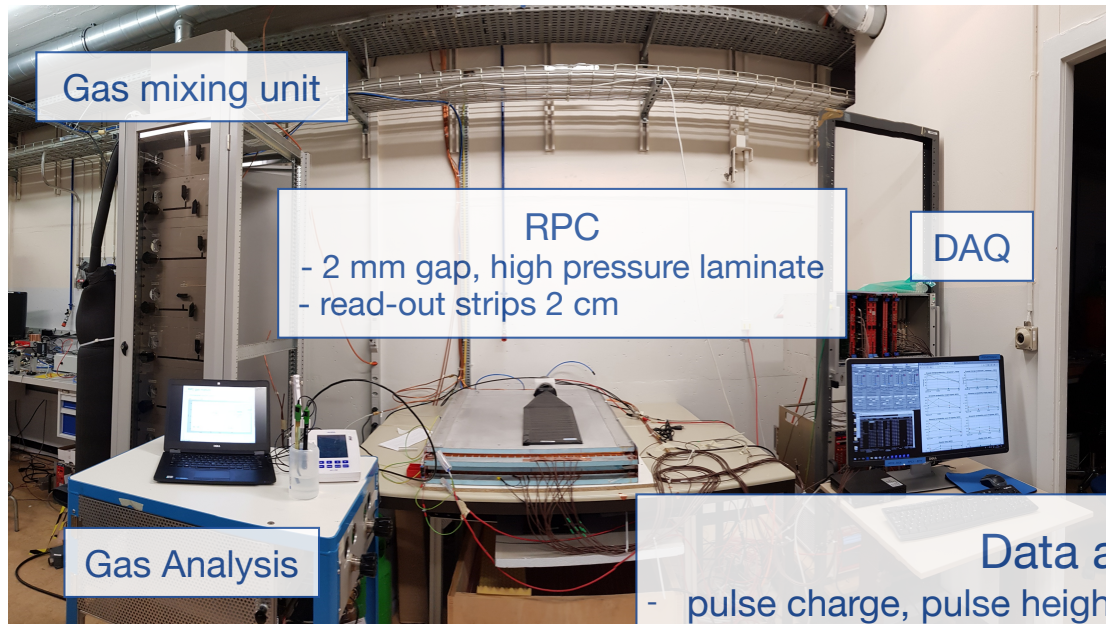 Gas mixing unit
RPC
- 2 mm gap, high pressure laminate
- read-out strips 2 cm
DAQ
Gas Analysis
Data a
- pulse charge, pulse heigh